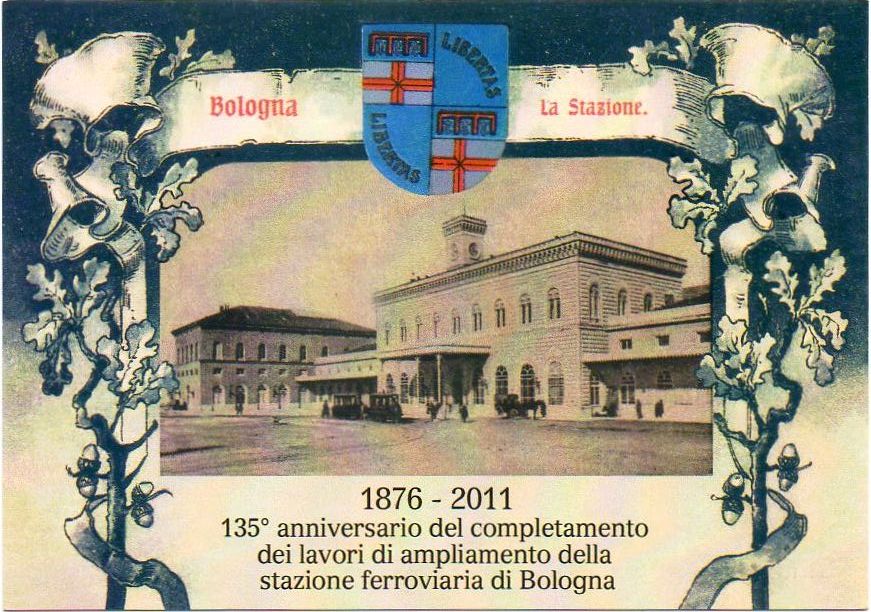 Bologna
La Stazione.
LIBERTAS
LIBERTAS
1876 - 2011
135° anniversario del completamento
dei lavori di ampliamento della
stazione ferroviaria di Bologna